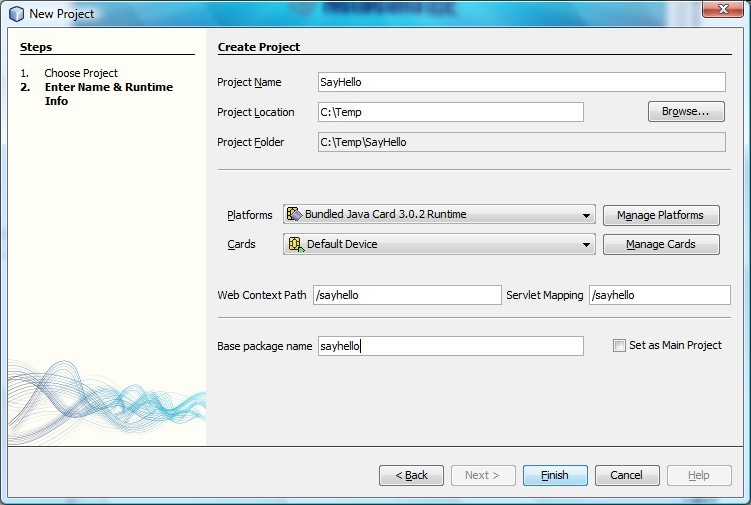 New Project
Steps
1. Choose Project
2. Enter Name & Runtime
Info
Create Project
Project Name SayHello
Project Location C:\Temp Browse...
Project Folder C:\Temp\SayHello
Platforms Bundled Java Card 3.0.2 Runtime Manage Platforms
Cards Default Device Manage Cards
Web Context Path /sayhello Servlet Mapping /sayhello
Base package name sayhello Set as Main Project
< Back Next > Finish Cancel Help